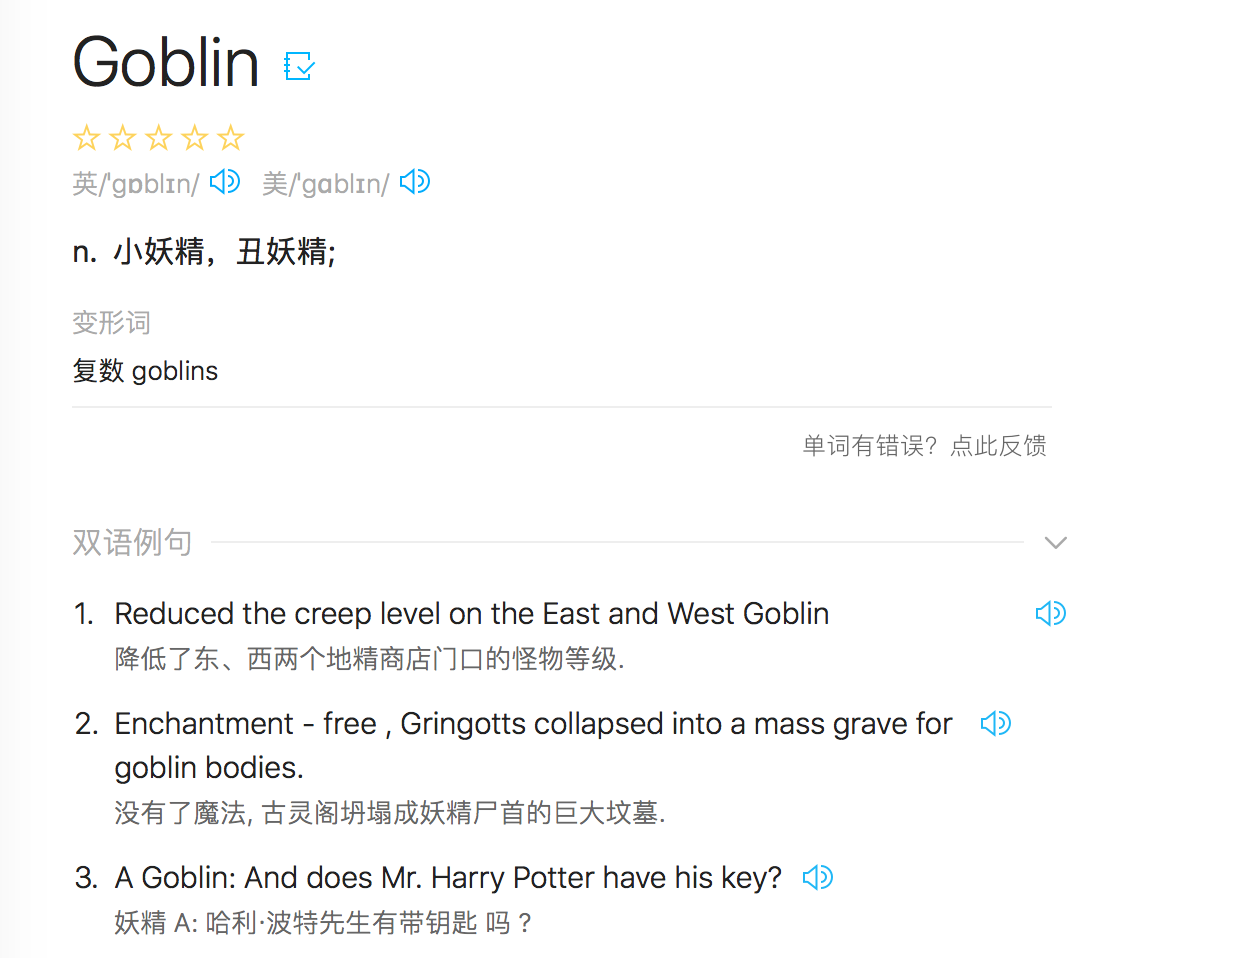 Goblin
英/'gɒblɪn/ 美/'gɑblɪn/
n. 小妖精，丑妖精;
变形词
复数 goblins
单词有错误？点此反馈
双语例句
1. Reduced the creep level on the East and West Goblin
降低了东、西两个地精商店门口的怪物等级.
2. Enchantment - free , Gringotts collapsed into a mass grave for
goblin bodies.
没有了魔法, 古灵阁坍塌成妖精尸首的巨大坟墓.
3. A Goblin: And does Mr. Harry Potter have his key?
妖精 A: 哈利·波特先生有带钥匙 吗 ?